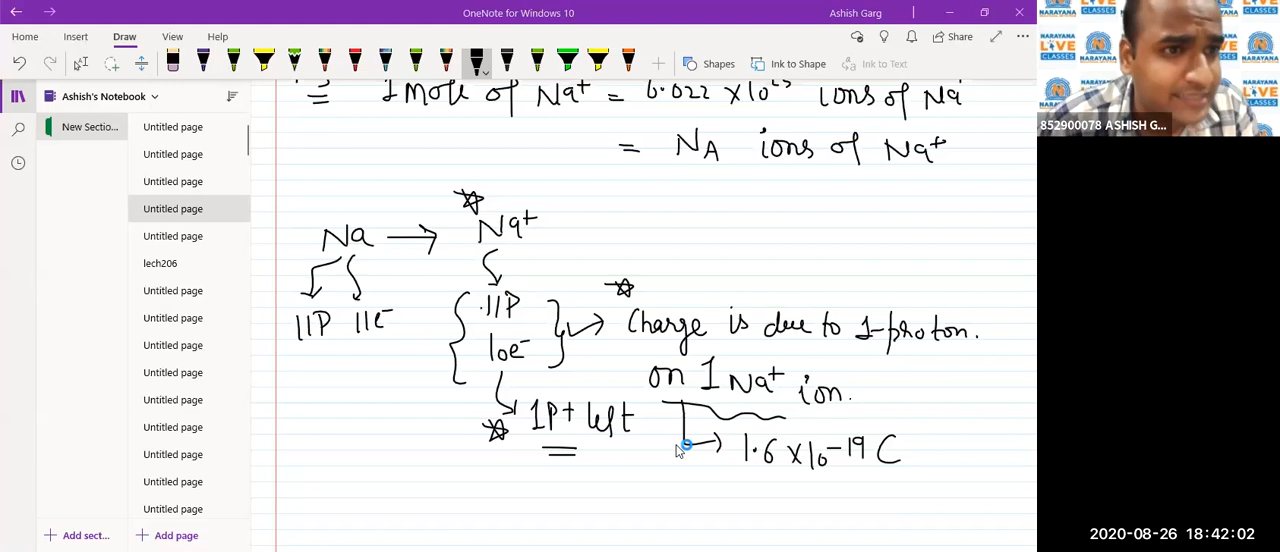 OneNote for Windows 10
Ashish Garg
Home Insert Draw View Help
Share
Shapes Ink to Shape Ink to Text
Ashish's Notebook
New Sectio...
Untitled page
Untitled page
Untitled page
Untitled page
Untitled page
lech206
Untitled page
Untitled page
Untitled page
Untitled page
Untitled page
Untitled page
Untitled page
Untitled page
Untitled page
Add sect...
Add page
1 mole of Na+ = 6.022 × 10 ions of Na
= NA ions of Na+
Na → Na+
11P 11e-
11P
10e-
Charge is due to 1-proton.
on 1 Na+ ion.
1P+ left
1.6 × 10-19 C
NARAYANA
LIVE
CLASSES
852900078 ASHISH G...
2020-08-26 18:42:02